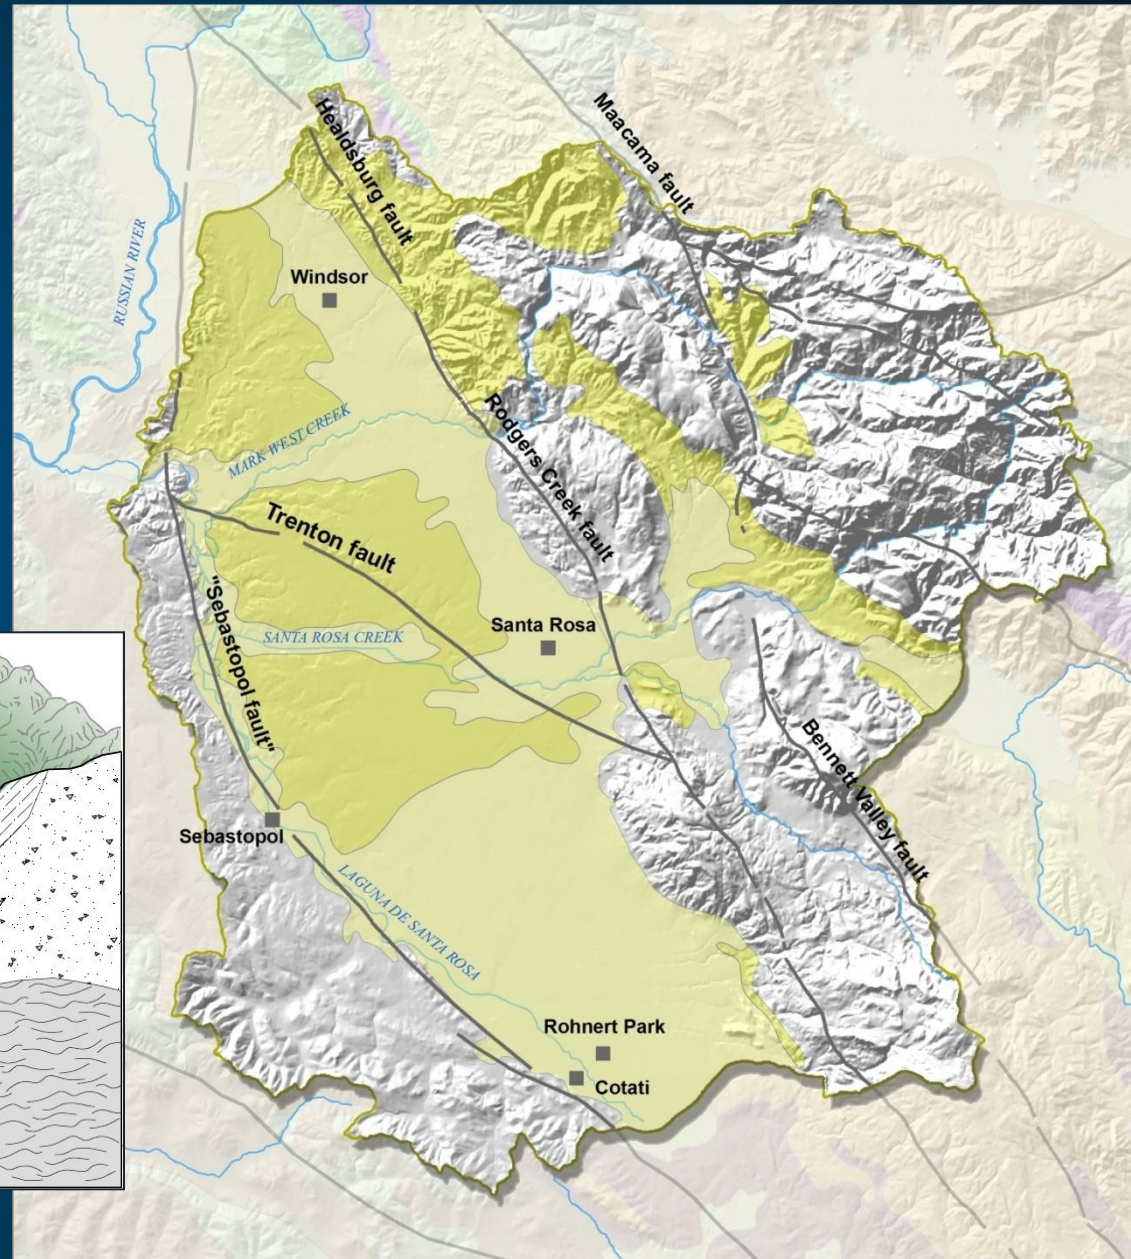 Healdsburg fault
Maacama fault
RUSSIAN RIVER
Windsor
MARK WEST CREEK
Rodgers Creek fault
Trenton fault
"Sebastopol fault"
SANTA ROSA CREEK
Santa Rosa
Bennett Valley fault
Sebastopol
LAGUNA DE SANTA ROSA
Rohnert Park
Cotati